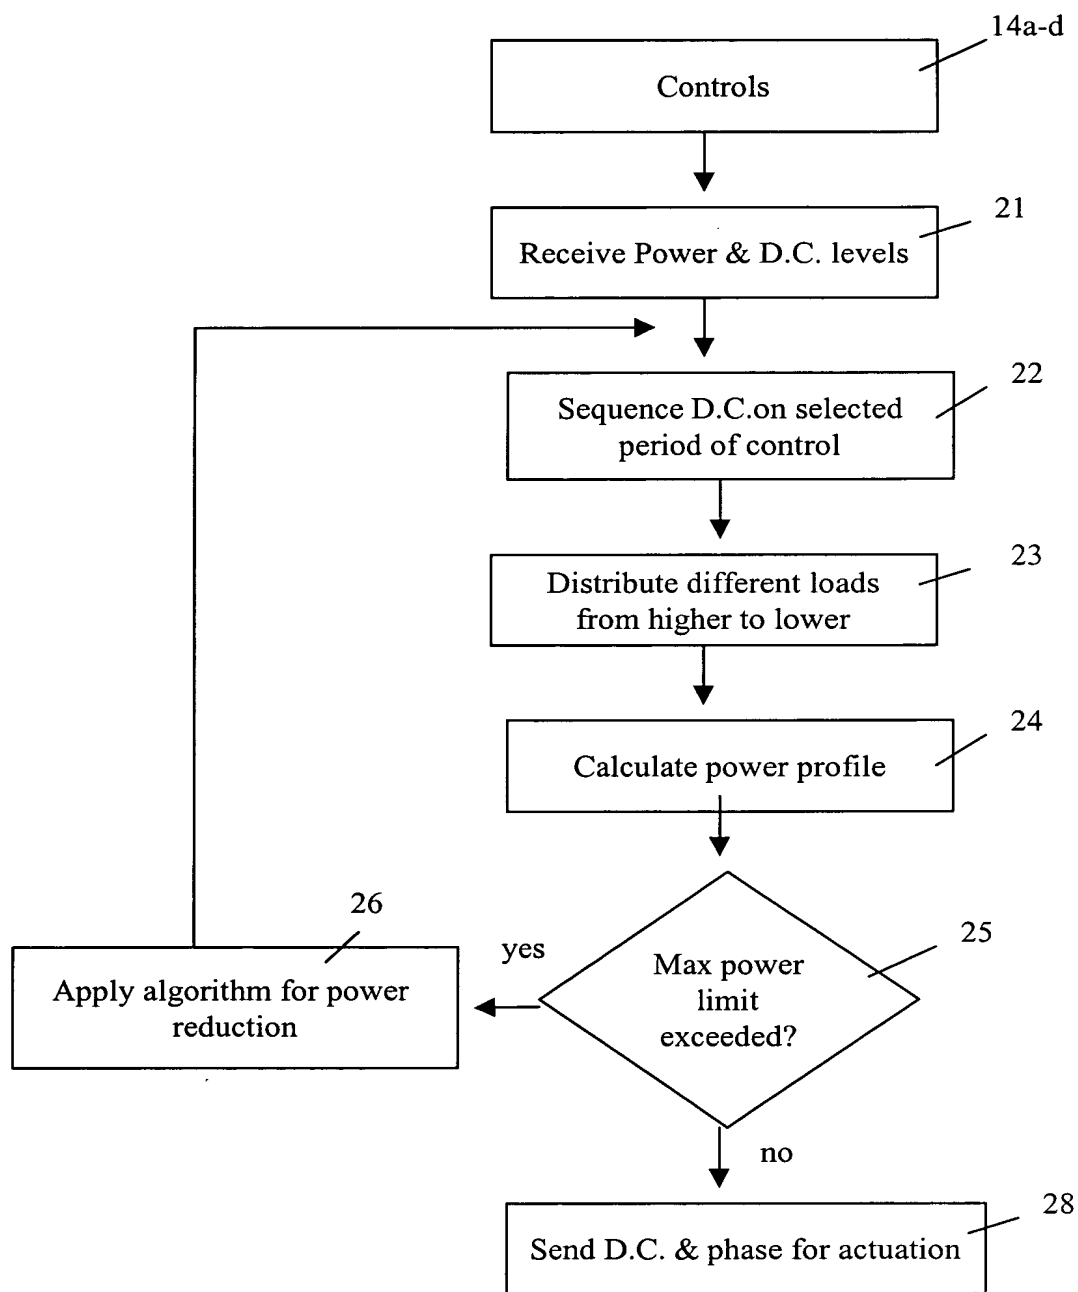 14a-d
Controls
21
Receive Power & D.C. levels
22
Sequence D.C.on selected
period of control
23
Distribute different loads
from higher to lower
24
Calculate power profile
25
Max power
limit
exceeded?
yes
26
Apply algorithm for power
reduction
no
28
Send D.C. & phase for actuation